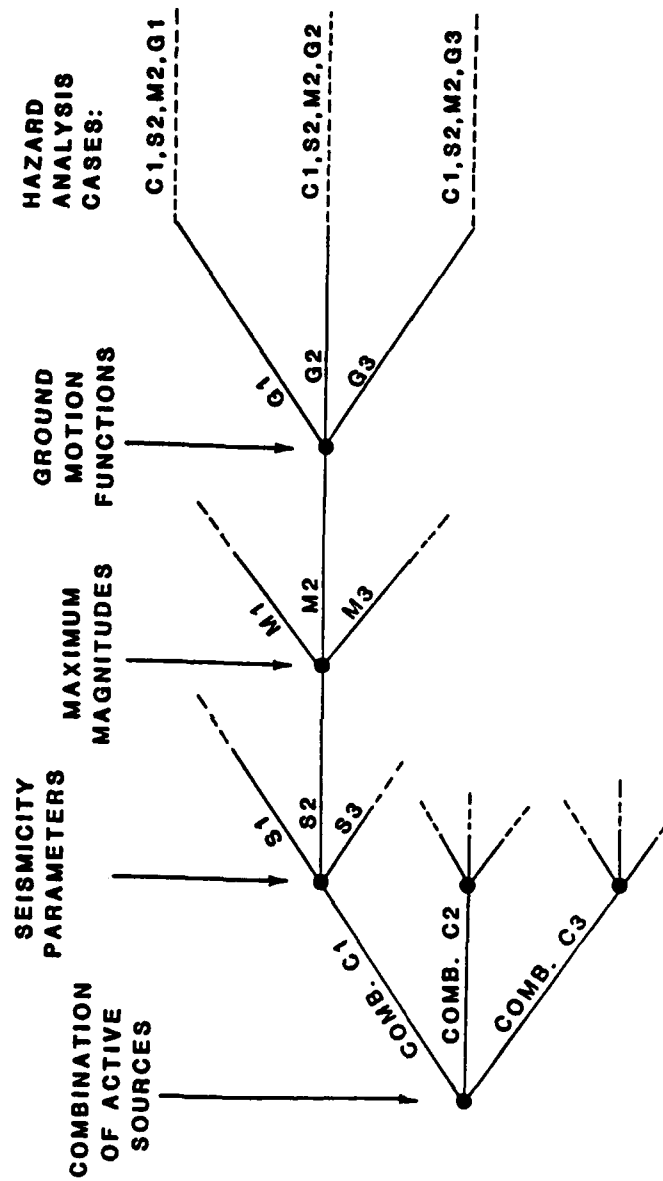 COMBINATION
OF ACTIVE
SOURCES
SEISMICITY
PARAMETERS
MAXIMUM
MAGNITUDES
GROUND
MOTION
FUNCTIONS
HAZARD
ANALYSIS
CASES:
COMB. C1
COMB. C2
COMB. C3
S1
S2
S3
M1
M2
M3
G1
G2
G3
C1,S2,M2,G1
C1,S2,M2,G2
C1,S2,M2,G3